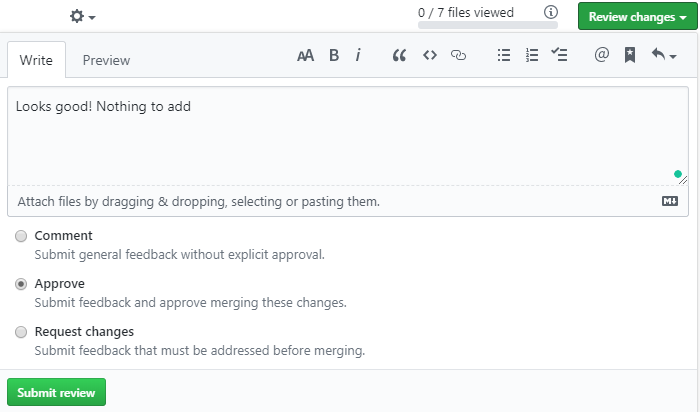 0 / 7 files viewed
Review changes
Write Preview AA B i @
Looks good! Nothing to add
Attach files by dragging & dropping, selecting or pasting them.
Comment
Submit general feedback without explicit approval.
Approve
Submit feedback and approve merging these changes.
Request changes
Submit feedback that must be addressed before merging.
Submit review